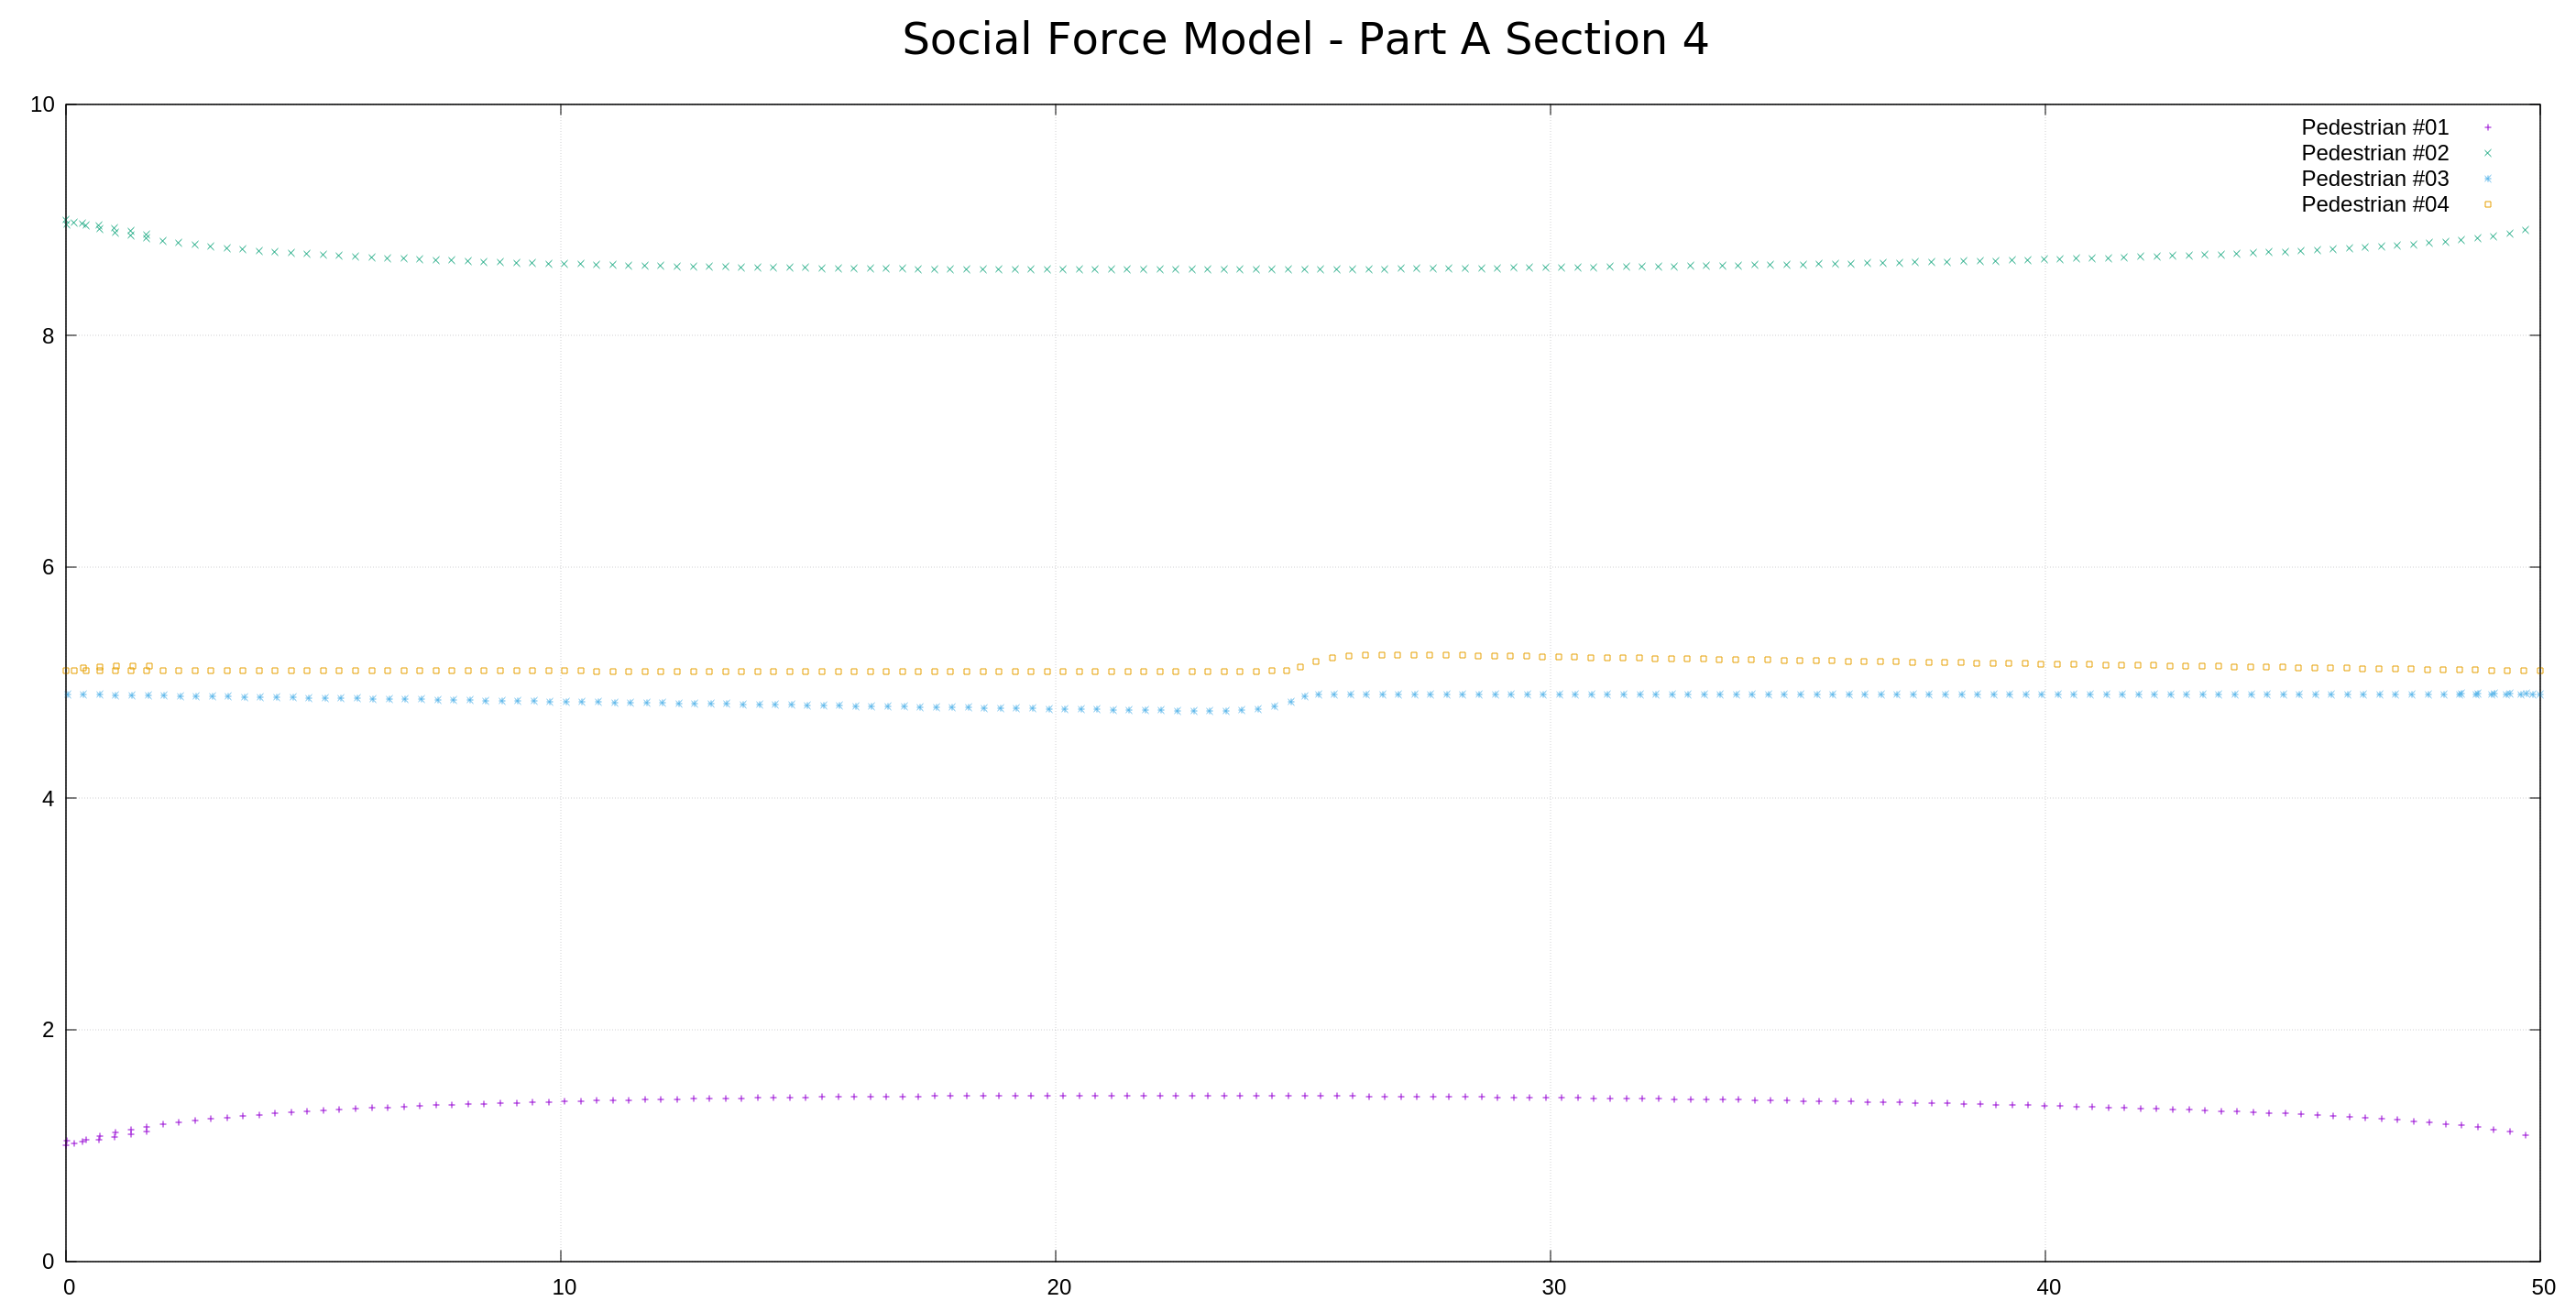 Social Force Model - Part A Section 4
10
8
6
4
2
0
0 10 20 30 40 50
Pedestrian #01
Pedestrian #02
Pedestrian #03
Pedestrian #04